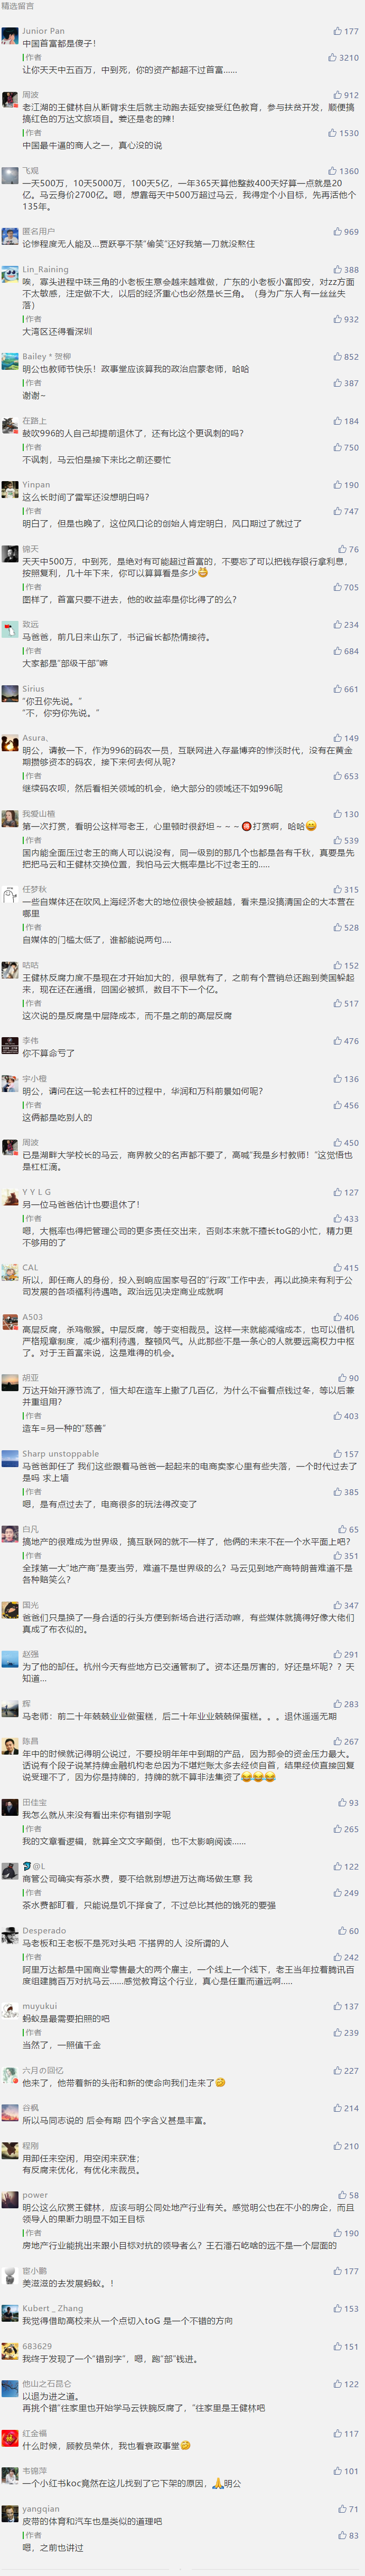 精选留言
Junior Pan 177
中国首富都是傻子！
作者 3210
让你天天中五百万，中到死，你的资产都超不过首富……
周波 912
老江湖的王健林自从断臂求生后就主动跑去延安接受红色教育，参与扶贫开发，顺便搞
搞红色的万达文旅项目。姜还是老的辣！
作者 1530
中国最牛逼的商人之一，真心没的说
飞观 1360
一天500万，10天5000万，100天5亿，一年365天算他整数400天好算一点就是20
亿。马云身价2700亿。嗯，想靠每天中500万超过马云，我得定个小目标，先再活他个
135年。
匿名用户 969
论惨程度无人能及…贾跃亭不禁“偷笑”还好我第一刀就没熬住
Lin_Raining 388
唉，寡头进程中珠三角的小老板生意会越来越难做，广东的小老板小富即安，对zz方面
不太敏感，注定做不大，以后的经济重心也必然是长三角。（身为广东人有一丝丝失
落）
作者 932
大湾区还得看深圳
Bailey * 贺柳 852
明公也教师节快乐！政事堂应该算我的政治启蒙老师，哈哈
作者 387
谢谢~
在路上 184
鼓吹996的人自己却提前退休了，还有比这个更讽刺的吗？
作者 750
不讽刺，马云怕是接下来比之前还要忙
Yinpan 190
这么长时间了雷军还没想明白吗？
作者 747
明白了，但是也晚了，这位风口论的创始人肯定明白，风口期过了就过了
锦天 76
天天中500万，中到死，是绝对有可能超过首富的，不要忘了可以把钱存银行拿利息，
按照复利，几十年下来，你可以算算看是多少😄
作者 705
图样了，首富只要不进去，他的收益率是你比得了的么？
致远 234
马爸爸，前几日来山东了，书记省长都热情接待。
作者 684
大家都是“部级干部”嘛
Sirius 661
“你丑你先说。”
“不，你穷你先说。”
Asura、 149
明公，请教一下，作为996的码农一员，互联网进入存量博弈的惨淡时代，没有在黄金
期攒够资本的码农，接下来何去何从呢？
作者 653
继续码农呗，然后看相关领域的机会，绝大部分的领域还不如996呢
我爱山楂 130
第一次打赏，看明公这样写老王，心里顿时很舒坦～～～🧧打赏啊，哈哈😄
作者 539
国内能全面压过老王的商人可以说没有，同一级别的那几个也都是各有千秋，真要是先
把把马云和王健林交换位置，我怕马云大概率是比不过老王的.....
任梦秋 315
一些自媒体还在吹风上海经济老大的地位很快会被超越，看来是没搞清国企的大本营在
哪里
作者 528
自媒体的门槛太低了，谁都能说两句....
咕咕 152
王健林反腐力度不是现在才开始加大的，很早就有了，之前有个营销总还跑到美国躲起
来，现在还在通缉，回国必被抓，数目不下一个亿。
作者 517
这次说的是反腐是中层降成本，而不是之前的高层反腐
李伟 476
你不算命亏了
宇小橙 136
明公，请问在这一轮去杠杆的过程中，华润和万科前景如何呢？
作者 456
这俩都是吃别人的
周波 450
已是湖畔大学校长的马云，商界教父的名声都不要了，高喊“我是乡村教师！”这觉悟也
是杠杠滴。
Y Y L G 127
另一位马爸爸估计也要退休了！
作者 433
嗯，大概率也得把管理公司的更多责任交出来，否则本来就不擅长toG的小忙，精力更
不够用的了
CAL 415
所以，卸任商人的身份，投入到响应国家号召的“行政”工作中去，再以此换来有利于公
司发展的各项福利待遇咯。政治远见决定商业成就啊
A503 406
高层反腐，杀鸡儆猴。中层反腐，等于变相裁员。这样一来就能减缩成本，也可以借机
严格规章制度，减少福利待遇，整顿风气。从此那些不是一条心的人就要远离权力中枢
了。对于王首富来说，这是难得的机会。
胡亚 90
万达开始开源节流了，恒大却在造车上撒了几百亿，为什么不省着点钱过冬，等以后兼
并重组用？
作者 403
造车=另一种的“慈善”
Sharp unstoppable 157
马爸爸卸任了 我们这些跟着马爸爸一起起来的电商卖家心里有些失落，一个时代过去了
是吗 求上墙
作者 385
嗯，是有点过去了，电商很多的玩法得改变了
白凡 65
搞地产的很难成为世界级，搞互联网的就不一样了，他俩的未来不在一个水平面上吧？
作者 351
全球第一大“地产商”是麦当劳，难道不是世界级的么？马云见到地产商特朗普难道不是
各种赔笑么？
国光 347
爸爸们只是换了一身合适的行头方便到新场合进行活动嘛，有些媒体就搞得好像大佬们
真成了布衣似的。
赵强 291
为了他的卸任。杭州今天有些地方已交通管制了。资本还是厉害的，好还是坏呢？？天
知道…
辉 283
马老师：前二十年兢兢业业做蛋糕，后二十年业业兢兢保蛋糕。。。退休遥遥无期
陈昌 267
年中的时候就记得明公说过，不要投明年年中到期的产品，因为那会的资金压力最大。
话说有个段子说某持牌金融机构老总因为不堪烂账太多去经侦自首，结果经侦直接回复
说受理不了，因为你是持牌的，持牌的就不算非法集资了😂😂😂
田佳宝 93
我怎么就从来没有看出来你有错别字呢
作者 265
我的文章看逻辑，就算全文文字颠倒，也不太影响阅读……
@L 122
商管公司确实有茶水费，要不给就别想进万达商场做生意 我
作者 249
茶水费都盯着，只能说是饥不择食了，不过总比其他的饿死的要强
Desperado 60
马老板和王老板不是死对头吧 不搭界的人 没所谓的人
作者 242
阿里万达都是中国商业零售最大的两个雇主，一个线上一个线下，老王当年拉着腾讯百
度组建腾百万对抗马云……感觉教育这个行业，真心是任重而道远啊.....
muyukui 137
蚂蚁是最需要拍照的吧
作者 239
当然了，一照值千金
六月の回忆 227
他来了，他带着新的头衔和新的使命向我们走来了🤣
谷枫 214
所以马同志说的 后会有期 四个字含义甚是丰富。
程刚 210
用卸任来空闲，用空闲来获准；
有反腐来优化，有优化来裁员。
power 58
明公这么欣赏王健林，应该与明公同处地产行业有关。感觉明公也在不小的房企，而且
领导人的果断力明显不如王目标
作者 190
房地产行业能挑出来跟小目标对抗的领导者么？王石潘石屹啥的远不是一个层面的
窗小鹏 177
美滋滋的去发展蚂蚁。！
Kubert _ Zhang 153
我觉得借助高校未从一个点切入toG 是一个不错的方向
683629 151
我终于发现了一个“错别字”，嗯，跑“部”钱进。
他山之石昆仑 122
以退为进之道。
再挑个错“住家里也开始学马云铁腕反腐了，”住家里是王健林吧
红金福 117
什么时候，顾教员荣休，我也看衰政事堂🤣
韦锦萍 101
一个小红书koc竟然在这儿找到了它下架的原因，🙏明公
yangqian 71
皮带的体育和汽车也是类似的道理吧
作者 83
嗯，之前也讲过